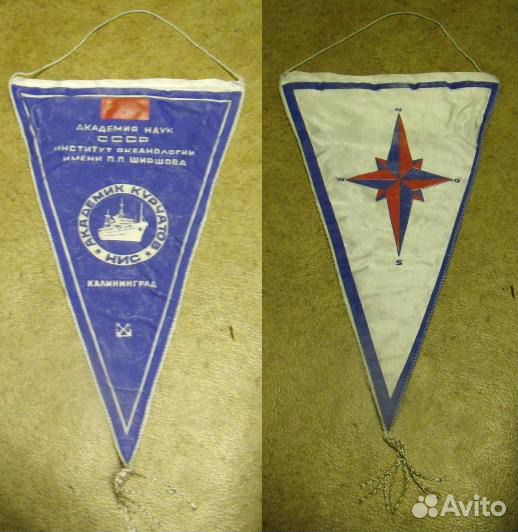 АКАДЕМИЯ НАУК
СССР
ИНСТИТУТ ОКЕАНОЛОГИИ
ИМЕНИ П.П. ШИРШОВА
АКАДЕМИК КУРЧАТОВ
НИС
КАЛИНИНГРАД
N
W
O
S
Avito